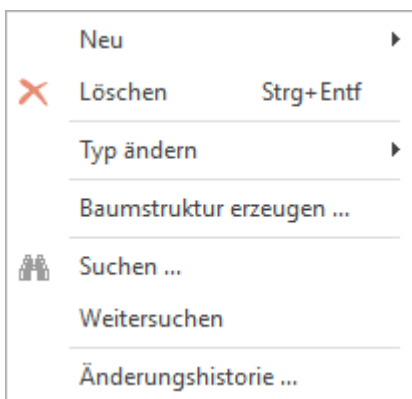 Neu
Löschen Strg+Entf
Typ ändern
Baumstruktur erzeugen ...
Suchen ...
Weitersuchen
Änderungshistorie ...